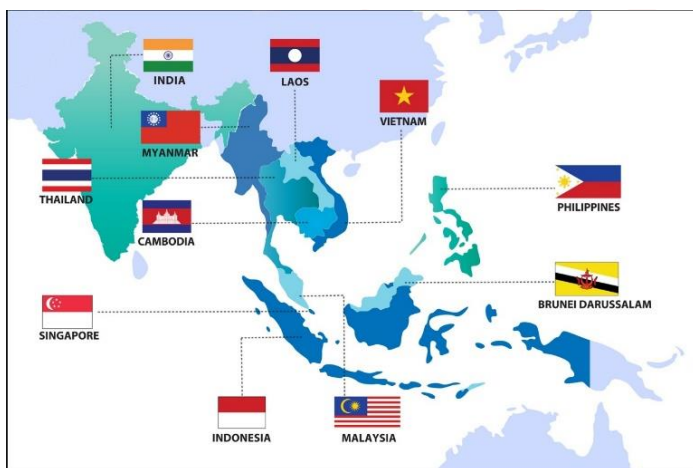 INDIA
LAOS
VIETNAM
MYANMAR
THAILAND
PHILIPPINES
CAMBODIA
BRUNEI DARUSSALAM
SINGAPORE
INDONESIA
MALAYSIA